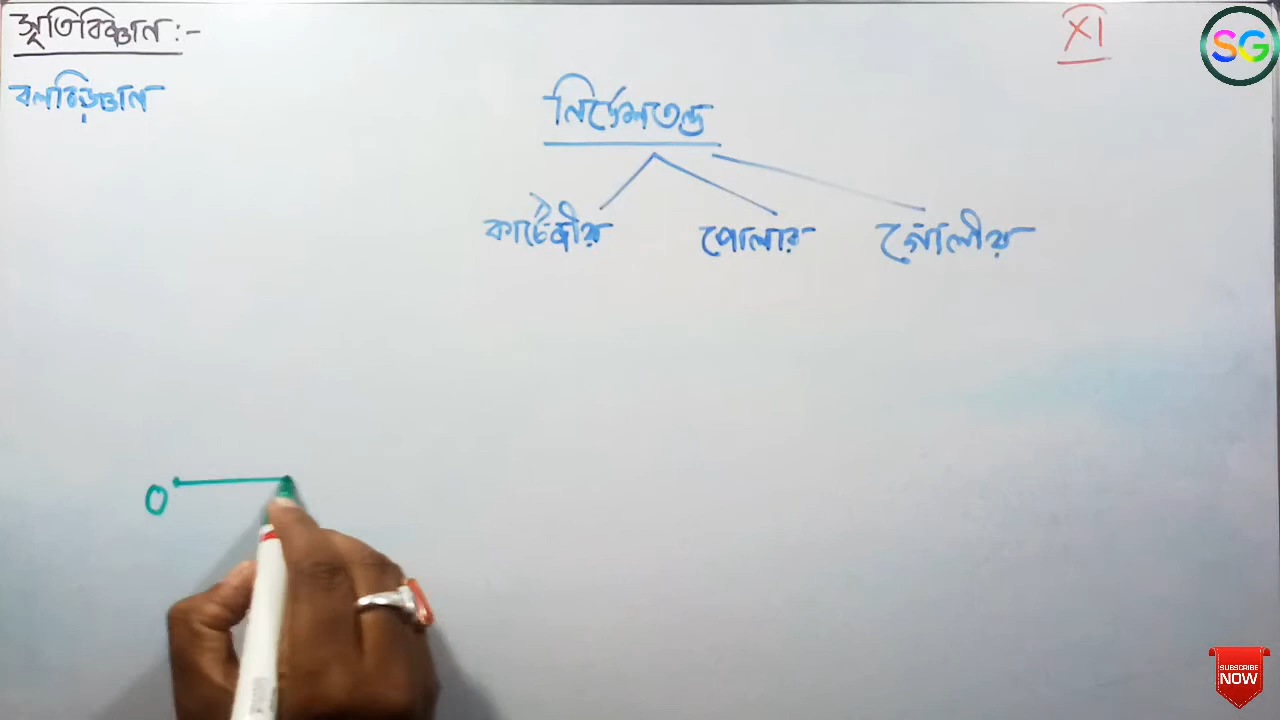 সৃতিবিজ্ঞান :-
XI
SG
বলবিজ্ঞান
নির্দেশতন্ত্র
কার্টেজীয় পোলার গোলীয়
O
SUBSCRIBE
NOW